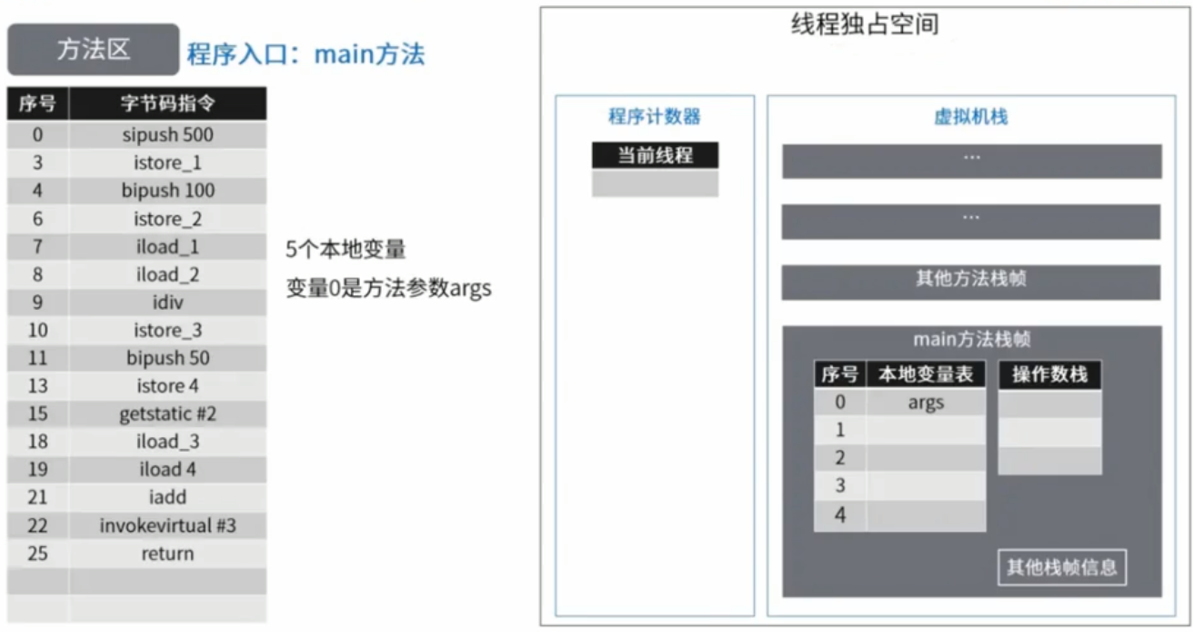 方法区
程序入口：main方法
序号 字节码指令
0 sipush 500
3 istore_1
4 bipush 100
6 istore_2
7 iload_1
8 iload_2
9 idiv
10 istore_3
11 bipush 50
13 istore 4
15 getstatic #2
18 iload_3
19 iload 4
21 iadd
22 invokevirtual #3
25 return
5个本地变量
变量0是方法参数args
线程独占空间
程序计数器
当前线程
虚拟机栈
...
...
其他方法栈帧
main方法栈帧
序号 本地变量表 操作数栈
0 args
1
2
3
4
其他栈帧信息